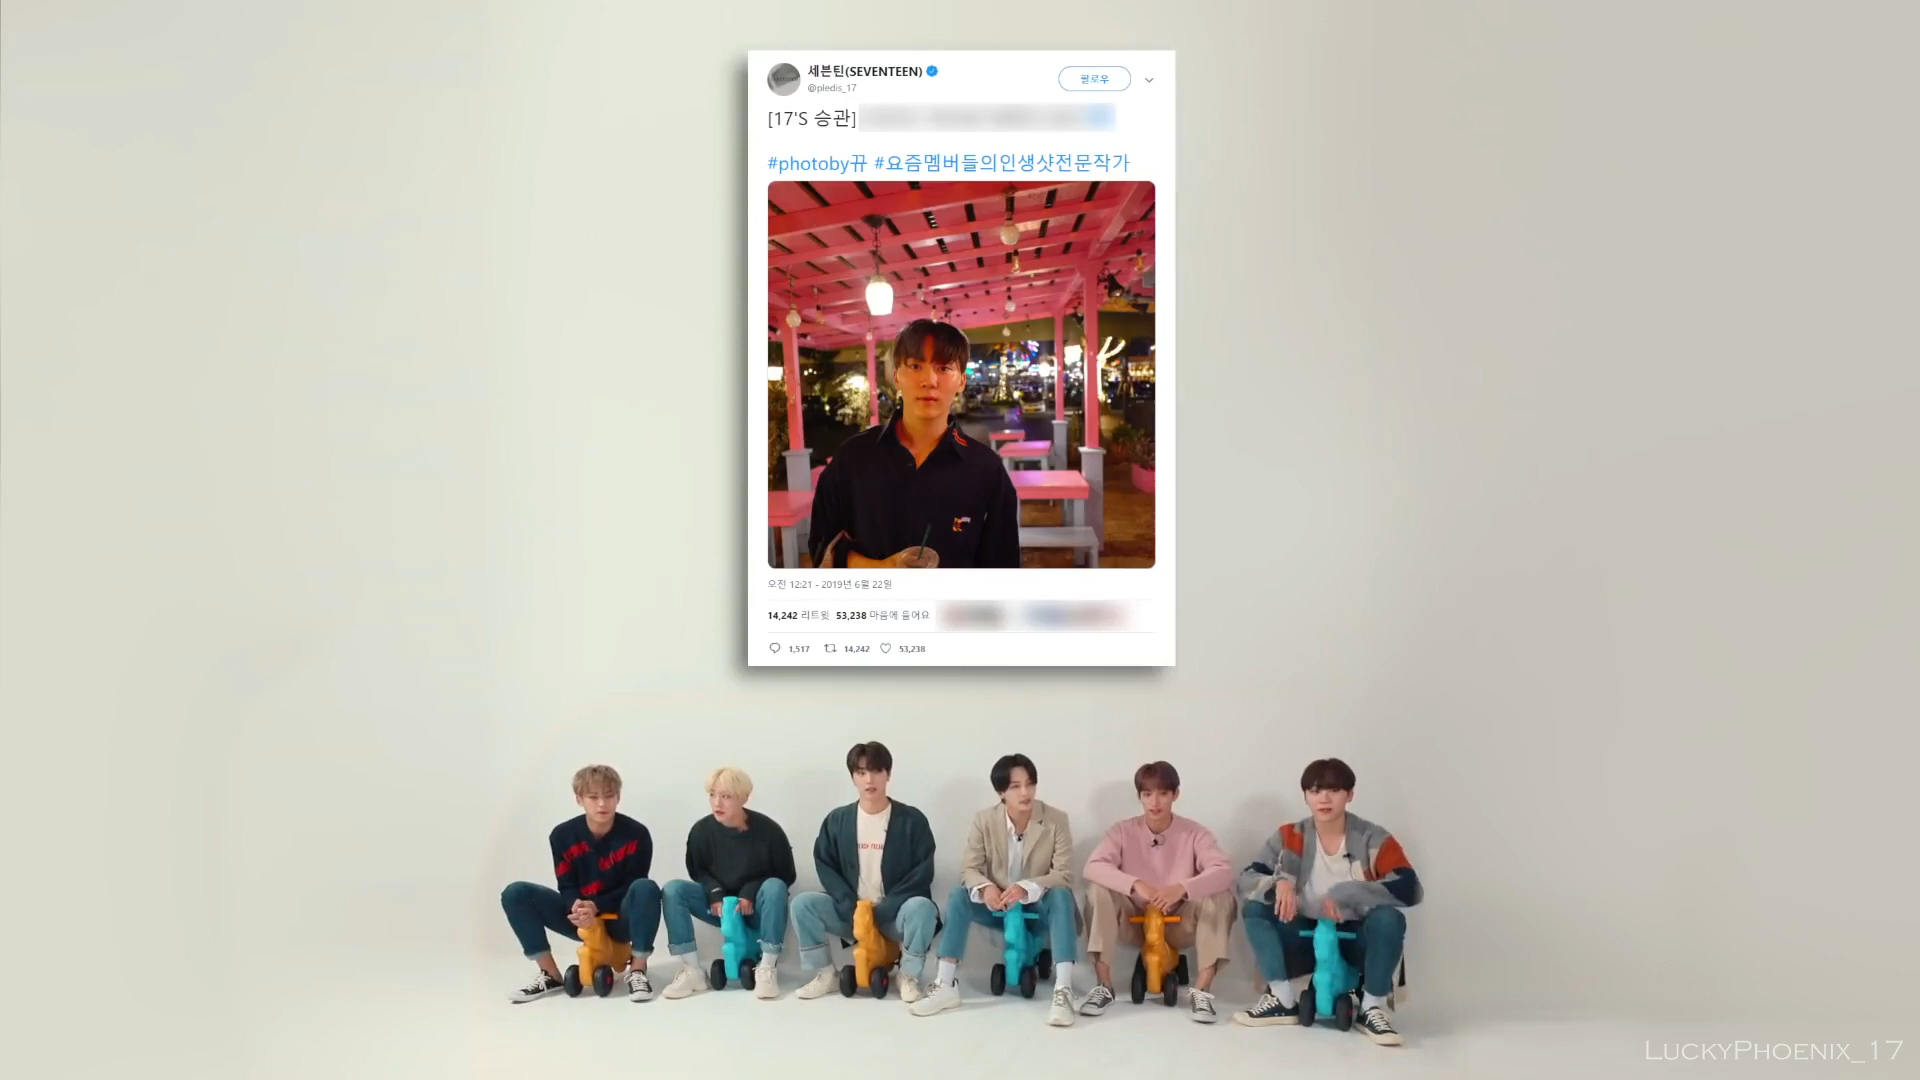 세븐틴(SEVENTEEN)
@pledis_17
팔로우
[17'S 승관]
#photoby뀨 #요즘멤버들의인생샷전문작가
오전 12:21 - 2019년 6월 22일
14,242 리트윗 53,238 마음에 들어요
1,517 14,242 53,238
LuckyPhoenix_17